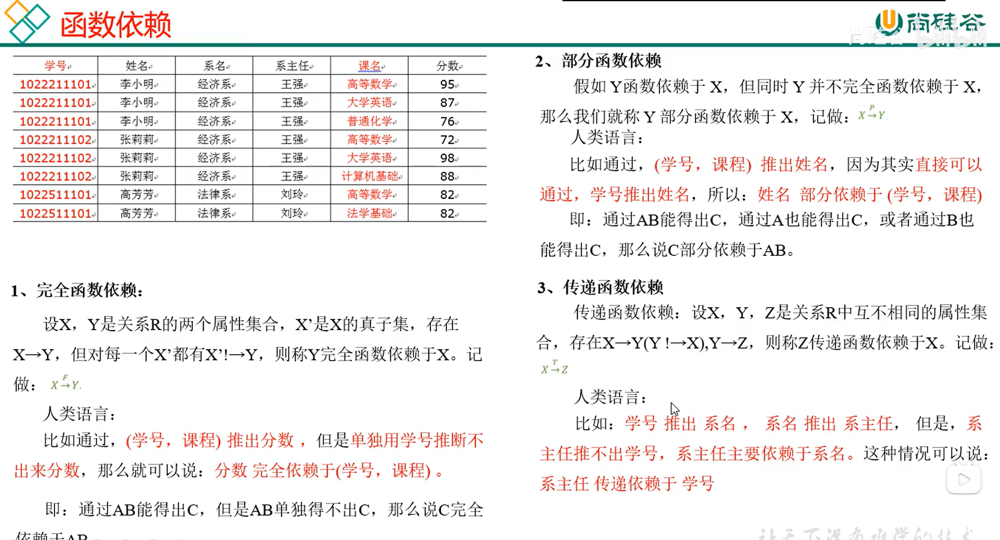 函数依赖
尚硅谷
学号 姓名 系名 系主任 课名 分数
1022211101 李小明 经济系 王强 高等数学 95
1022211101 李小明 经济系 王强 大学英语 87
1022211101 李小明 经济系 王强 普通化学 76
1022211102 张莉莉 经济系 王强 高等数学 72
1022211102 张莉莉 经济系 王强 大学英语 98
1022211102 张莉莉 经济系 王强 计算机基础 88
1022511101 高芳芳 法律系 刘玲 高等数学 82
1022511101 高芳芳 法律系 刘玲 法学基础 82
1、完全函数依赖：
设X，Y是关系R的两个属性集合，X’是X的真子集，存在
X→Y，但对每一个X’都有X’!→Y，则称Y完全函数依赖于X。记
做： X F→ Y.
人类语言：
比如通过，(学号，课程) 推出分数 ，但是单独用学号推断不
出来分数，那么就可以说：分数 完全依赖于(学号，课程) 。
即：通过AB能得出C，但是AB单独得不出C，那么说C完全
依赖于AB
2、部分函数依赖
假如 Y函数依赖于 X，但同时 Y 并不完全函数依赖于 X，
那么我们就称 Y 部分函数依赖于 X，记做： X P→ Y
人类语言：
比如通过，(学号，课程) 推出姓名，因为其实直接可以
通过，学号推出姓名，所以：姓名 部分依赖于 (学号，课程)
即：通过AB能得出C，通过A也能得出C，或者通过B也
能得出C，那么说C部分依赖于AB。
3、传递函数依赖
传递函数依赖：设X，Y，Z是关系R中互不相同的属性集
合，存在X→Y(Y !→X),Y→Z，则称Z传递函数依赖于X。记做：
X T→ Z
人类语言：
比如：学号 推出 系名 ， 系名 推出 系主任， 但是，系
主任推不出学号，系主任主要依赖于系名。这种情况可以说：
系主任 传递依赖于 学号
让天下没有难学的技术